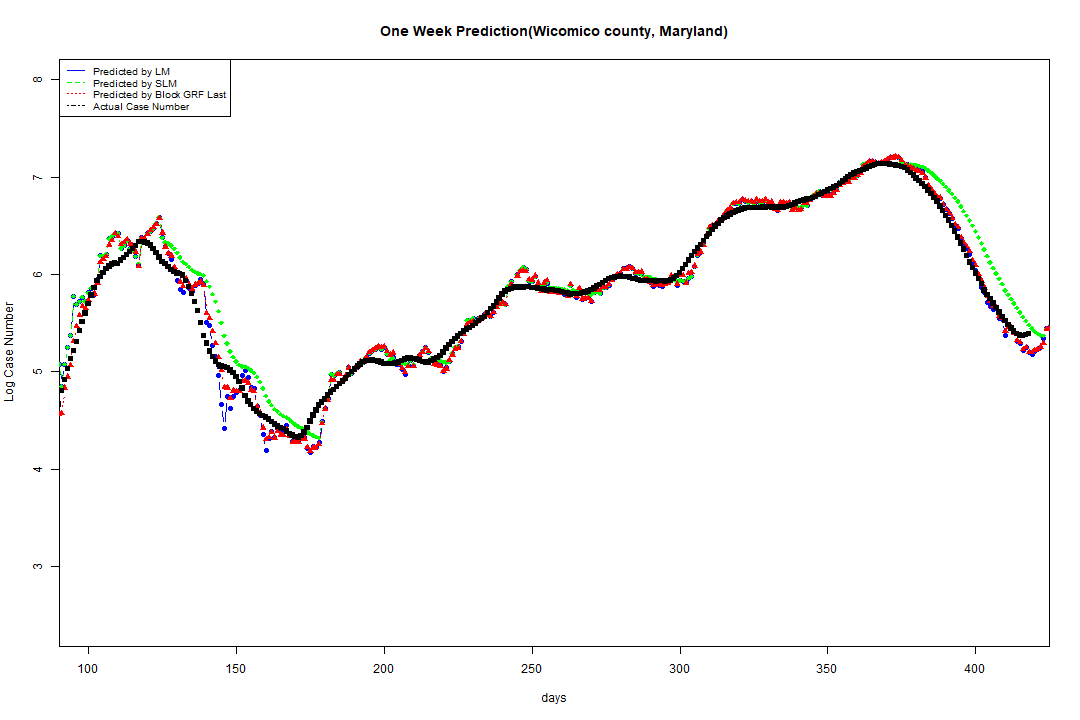 One Week Prediction(Wicomico county, Maryland)
Predicted by LM
Predicted by SLM
Predicted by Block GRF Last
Actual Case Number
8
7
6
5
4
3
Log Case Number
100 150 200 250 300 350 400
days